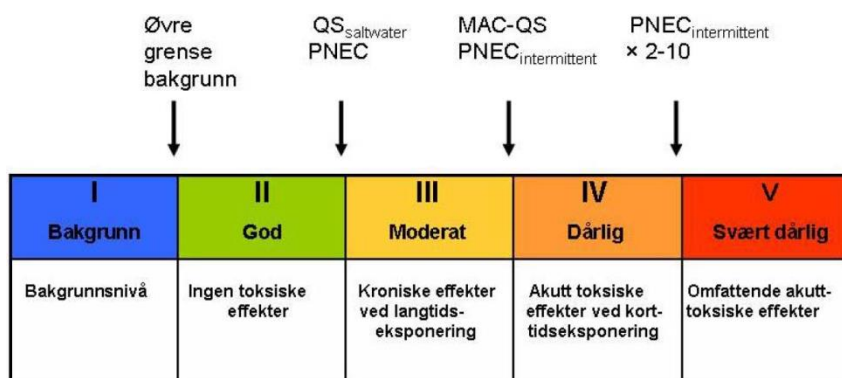 Øvre
grense
bakgrunn
QSsaltwater
PNEC
MAC-QS
PNECintermittent
PNECintermittent
× 2-10
I
Bakgrunn
II
God
III
Moderat
IV
Dårlig
V
Svært dårlig
Bakgrunnsnivå
Ingen toksiske
effekter
Kroniske effekter
ved langtids-
eksponering
Akutt toksiske
effekter ved kort-
tidseksponering
Omfattende akutt-
toksiske effekter